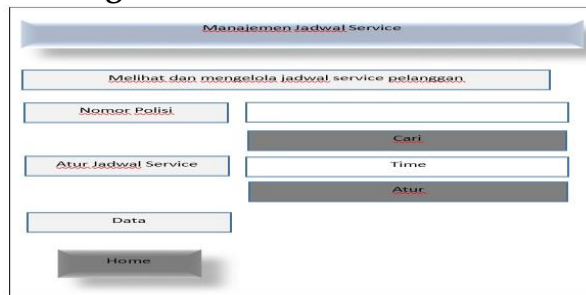 Manajemen Jadwal Service
Melihat dan mengelola jadwal service pelanggan
Nomor Polisi
Cari
Atur Jadwal Service
Time
Atur
Data
Home